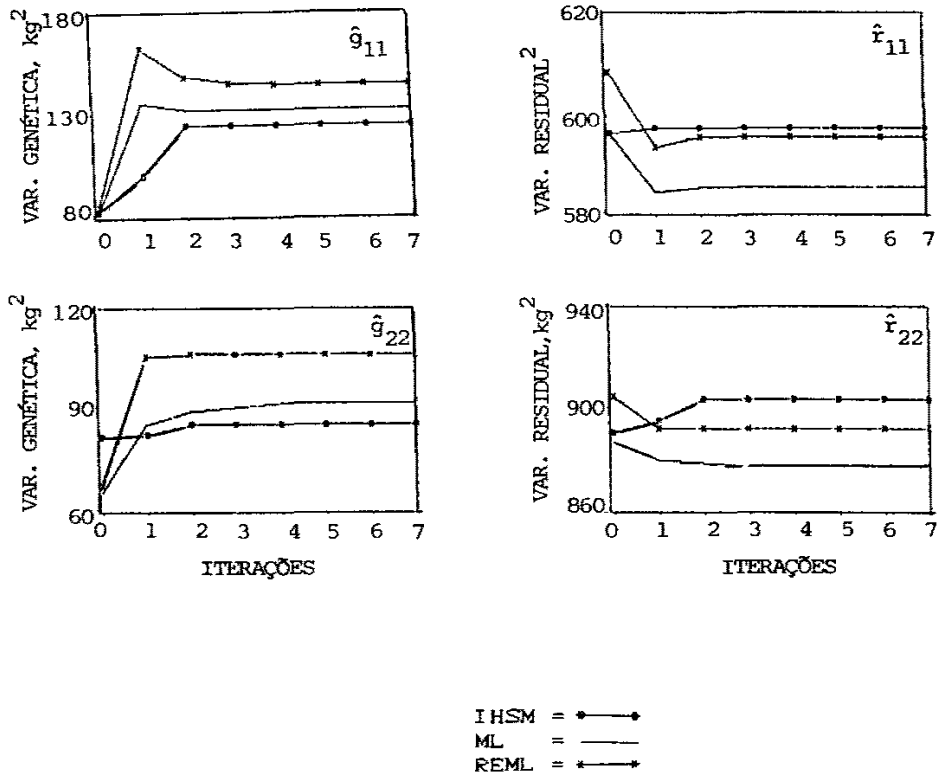 VAR. GENÉTICA, kg²
180
130
80
ĝ₁₁
0 1 2 3 4 5 6 7
VAR. RESIDUAL²
620
600
580
r̂₁₁
0 1 2 3 4 5 6 7
VAR. GENÉTICA, kg²
120
90
60
ĝ₂₂
0 1 2 3 4 5 6 7
ITERAÇÕES
VAR. RESIDUAL, kg²
940
900
860
r̂₂₂
0 1 2 3 4 5 6 7
ITERAÇÕES
IHSM =
ML =
REML =